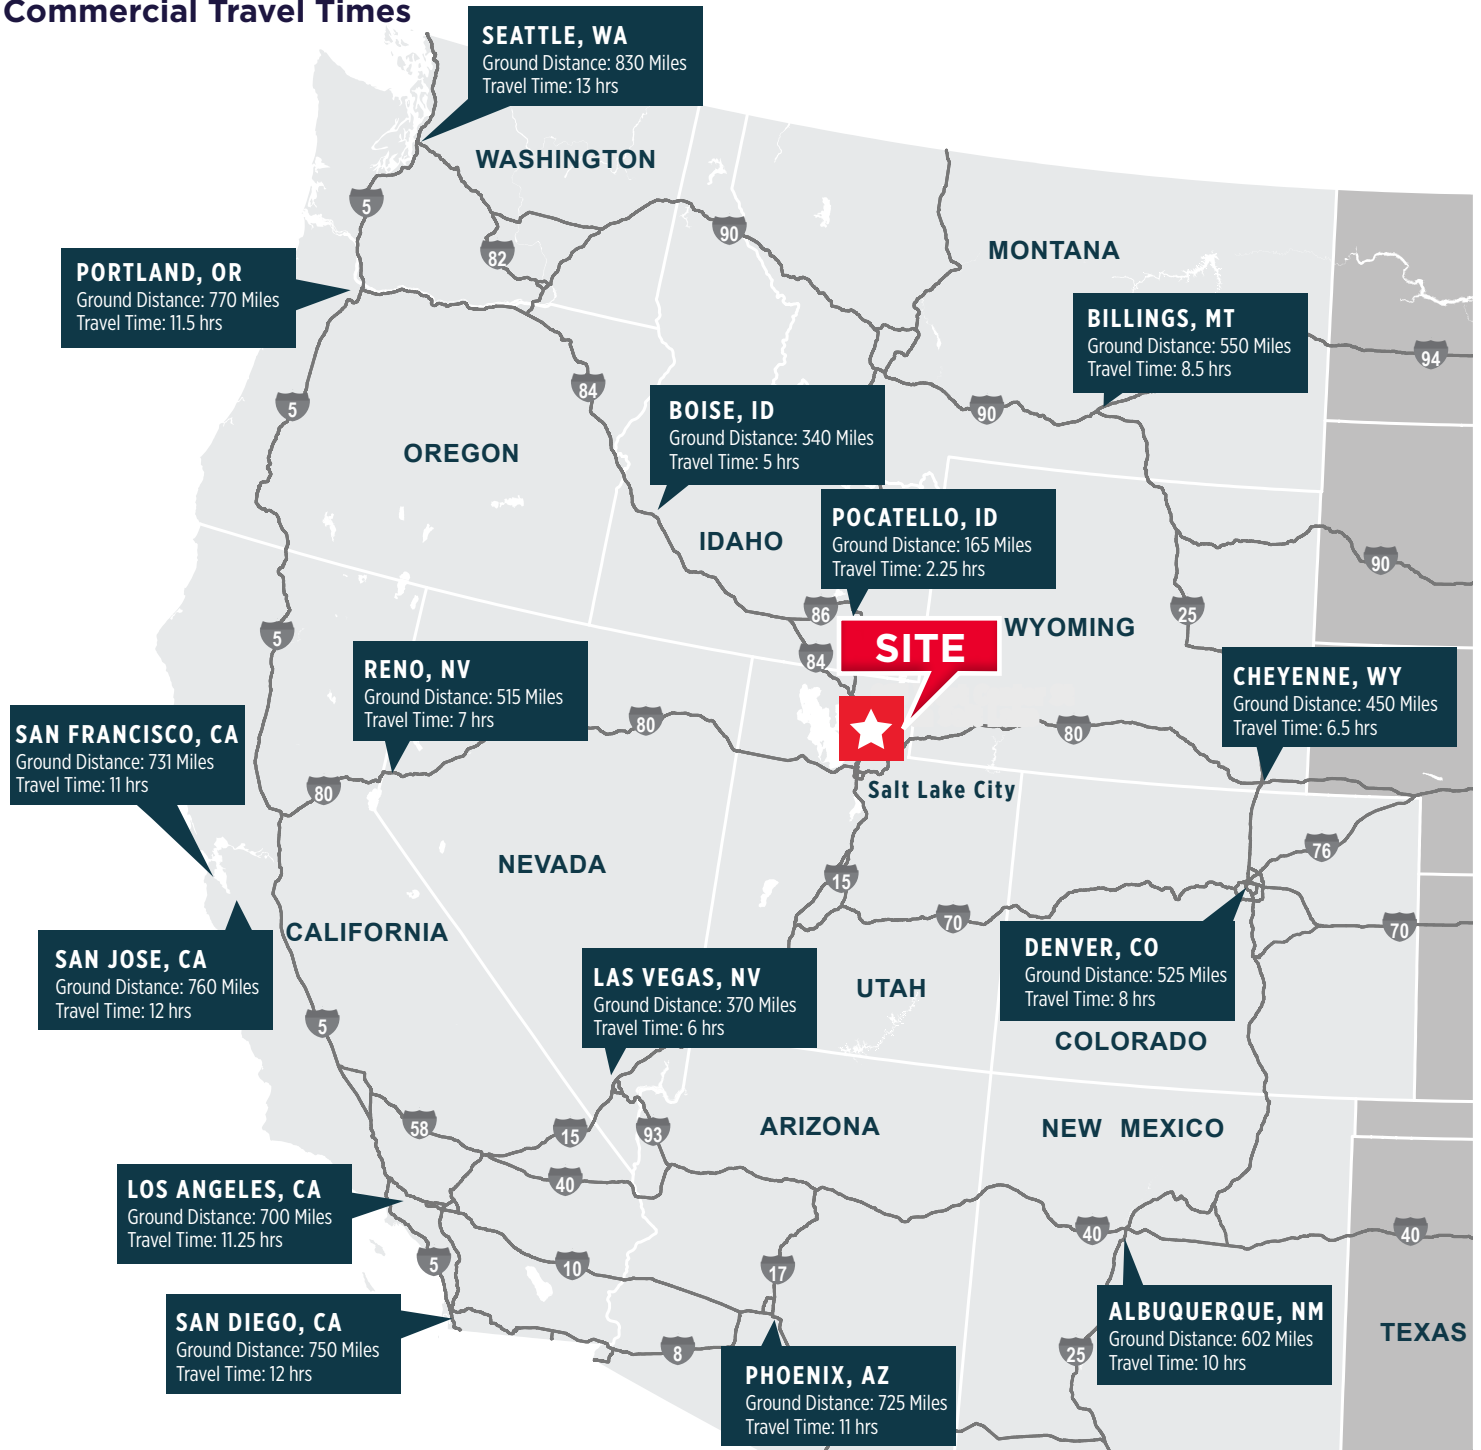 Commercial Travel Times
SEATTLE, WA
Ground Distance: 830 Miles
Travel Time: 13 hrs
WASHINGTON
5
90
82
MONTANA
PORTLAND, OR
Ground Distance: 770 Miles
Travel Time: 11.5 hrs
BILLINGS, MT
Ground Distance: 550 Miles
Travel Time: 8.5 hrs
94
84
5
90
BOISE, ID
Ground Distance: 340 Miles
Travel Time: 5 hrs
OREGON
POCATELLO, ID
Ground Distance: 165 Miles
Travel Time: 2.25 hrs
IDAHO
90
86
25
WYOMING
5
SITE
84
RENO, NV
Ground Distance: 515 Miles
Travel Time: 7 hrs
CHEYENNE, WY
Ground Distance: 450 Miles
Travel Time: 6.5 hrs
80
80
SAN FRANCISCO, CA
Ground Distance: 731 Miles
Travel Time: 11 hrs
80
Salt Lake City
76
NEVADA
15
70
70
CALIFORNIA
SAN JOSE, CA
Ground Distance: 760 Miles
Travel Time: 12 hrs
DENVER, CO
Ground Distance: 525 Miles
Travel Time: 8 hrs
LAS VEGAS, NV
Ground Distance: 370 Miles
Travel Time: 6 hrs
UTAH
5
COLORADO
58
15
93
ARIZONA
NEW MEXICO
40
LOS ANGELES, CA
Ground Distance: 700 Miles
Travel Time: 11.25 hrs
40
40
5
10
17
SAN DIEGO, CA
Ground Distance: 750 Miles
Travel Time: 12 hrs
ALBUQUERQUE, NM
Ground Distance: 602 Miles
Travel Time: 10 hrs
TEXAS
8
25
PHOENIX, AZ
Ground Distance: 725 Miles
Travel Time: 11 hrs